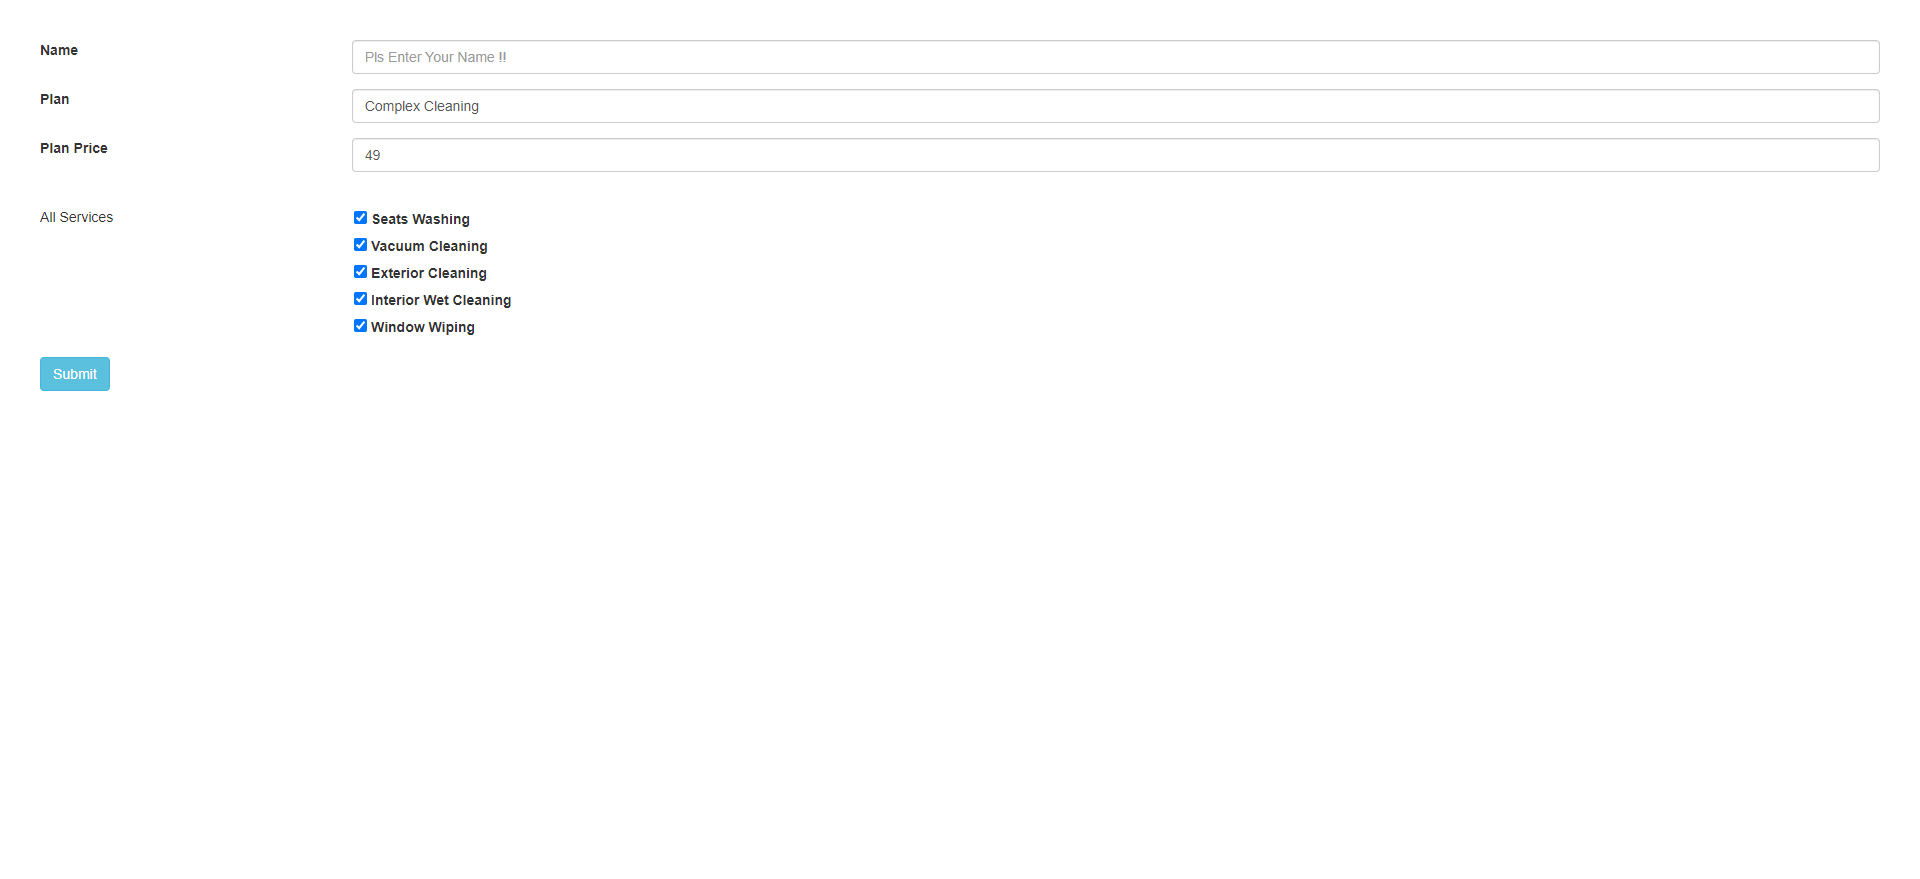 Name
Pls Enter Your Name !!
Plan
Complex Cleaning
Plan Price
49
All Services
Seats Washing
Vacuum Cleaning
Exterior Cleaning
Interior Wet Cleaning
Window Wiping
Submit